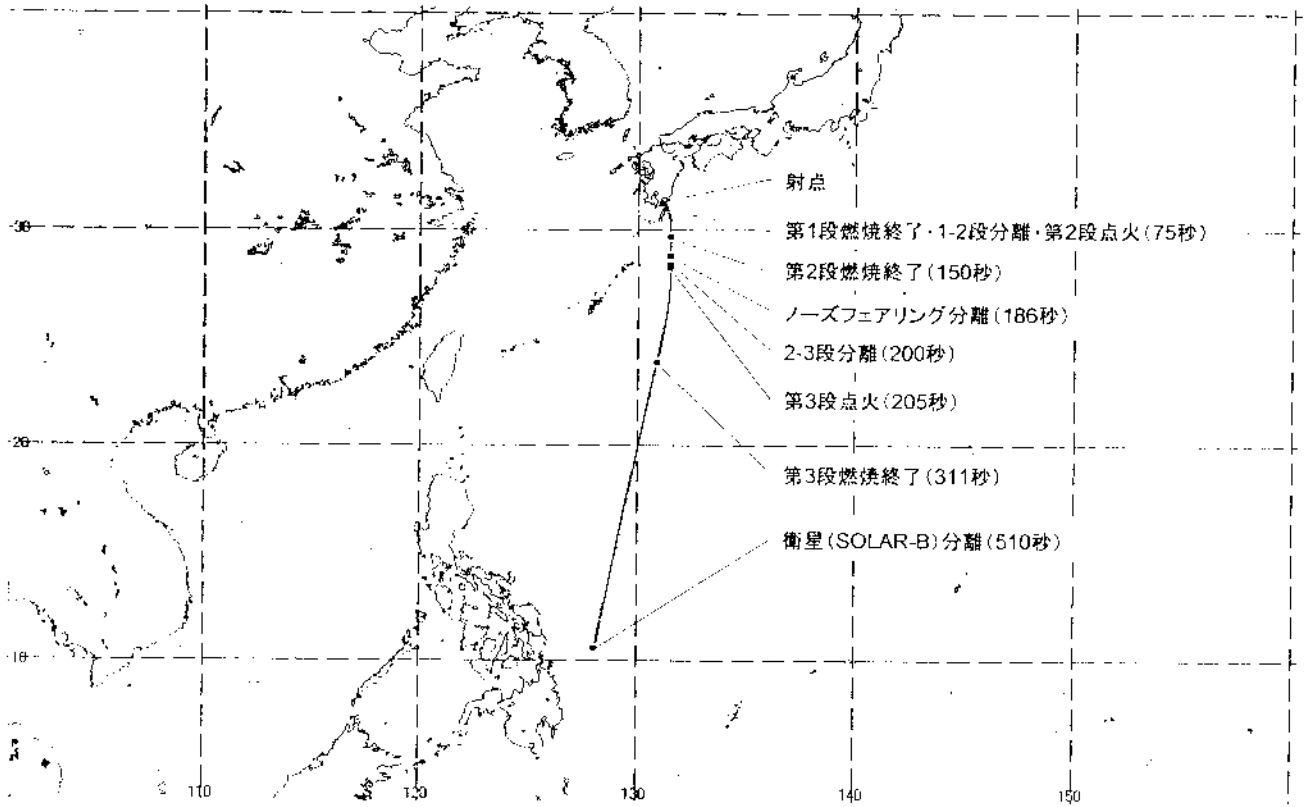 射点
30
第1段燃焼終了・1-2段分離・第2段点火(75秒)
第2段燃焼終了(150秒)
ノーズフェアリング分離(186秒)
2-3段分離(200秒)
第3段点火(205秒)
20
第3段燃焼終了(311秒)
衛星(SOLAR-B)分離(510秒)
10
110
120
130
140
150